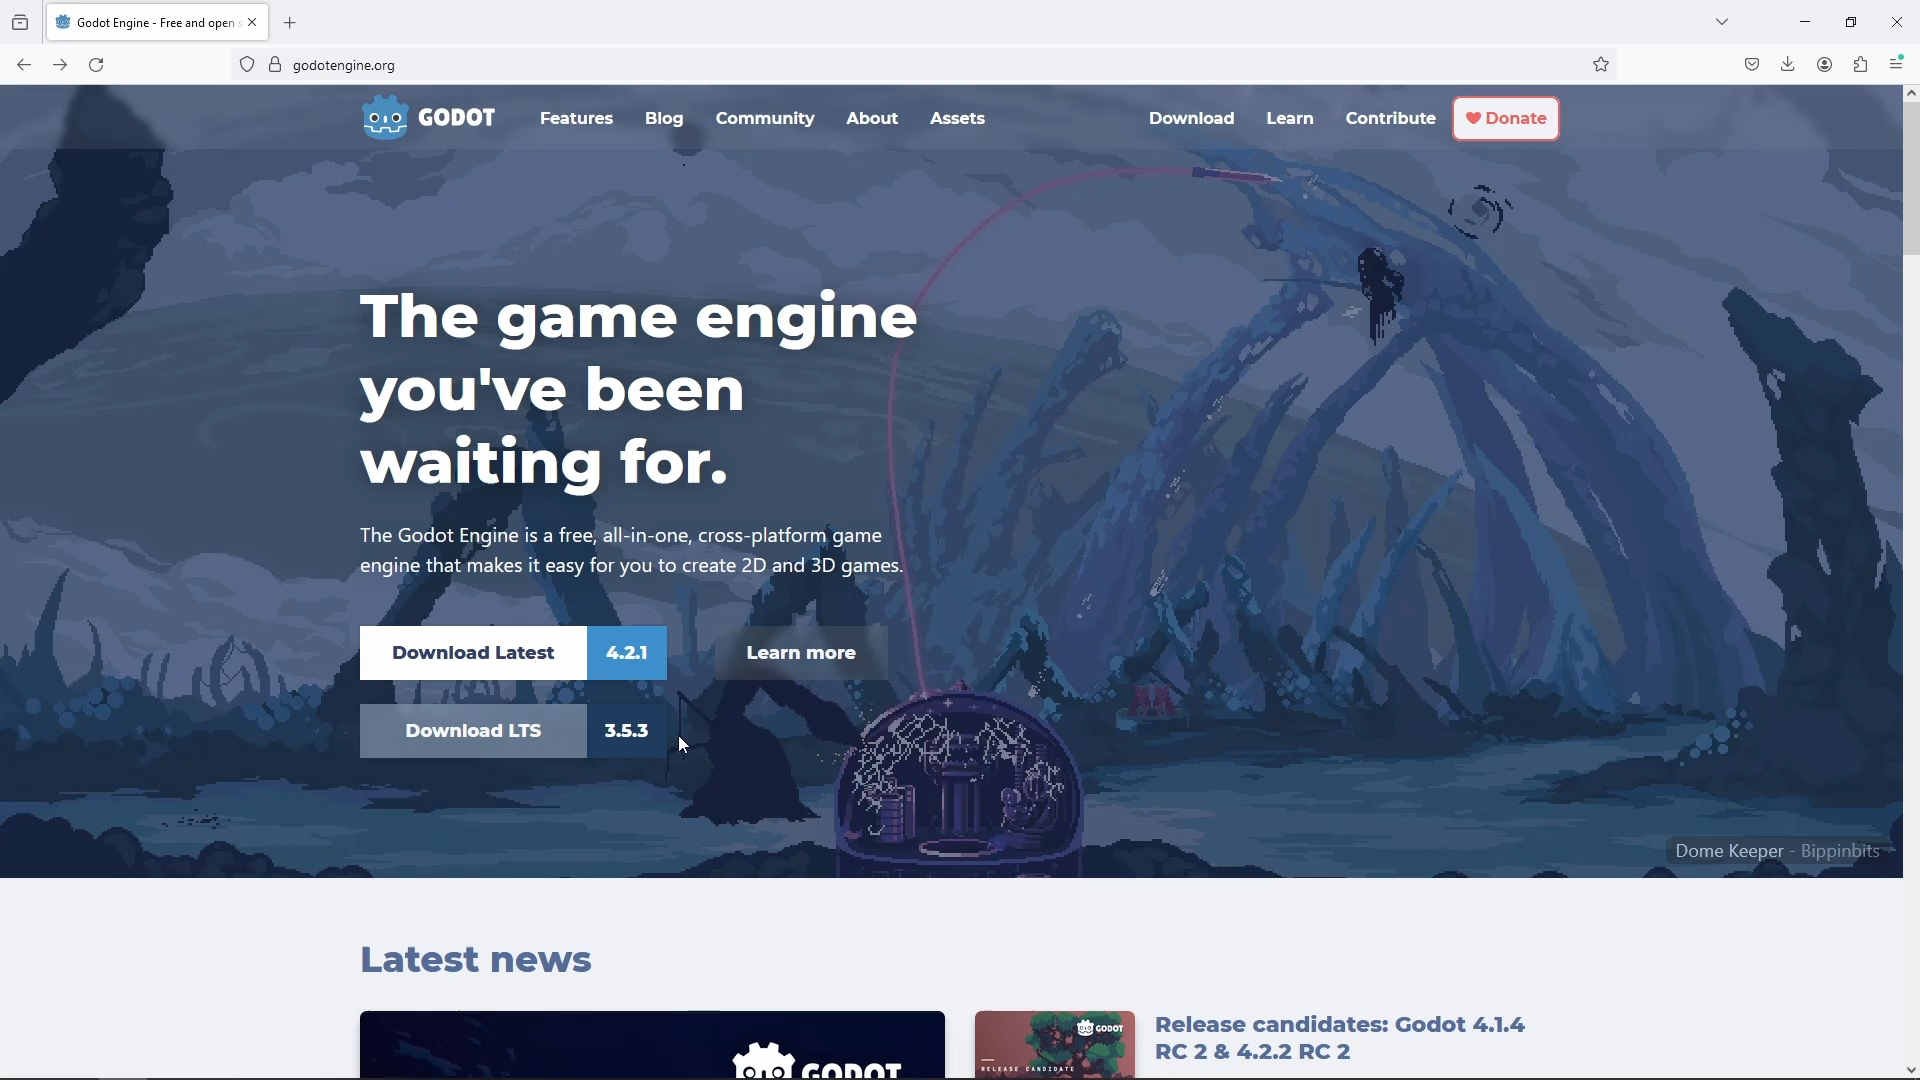 Godot Engine - Free and open s
godotengine.org
GODOT
Features
Blog
Community
About
Assets
Download
Learn
Contribute
Donate
The game engine
you've been
waiting for.
The Godot Engine is a free, all-in-one, cross-platform game
engine that makes it easy for you to create 2D and 3D games.
Download Latest 4.2.1
Learn more
Download LTS 3.5.3
Dome Keeper - Bippinbits
Latest news
GODOT
GODOT
RELEASE CANDIDATE
Release candidates: Godot 4.1.4
RC 2 & 4.2.2 RC 2